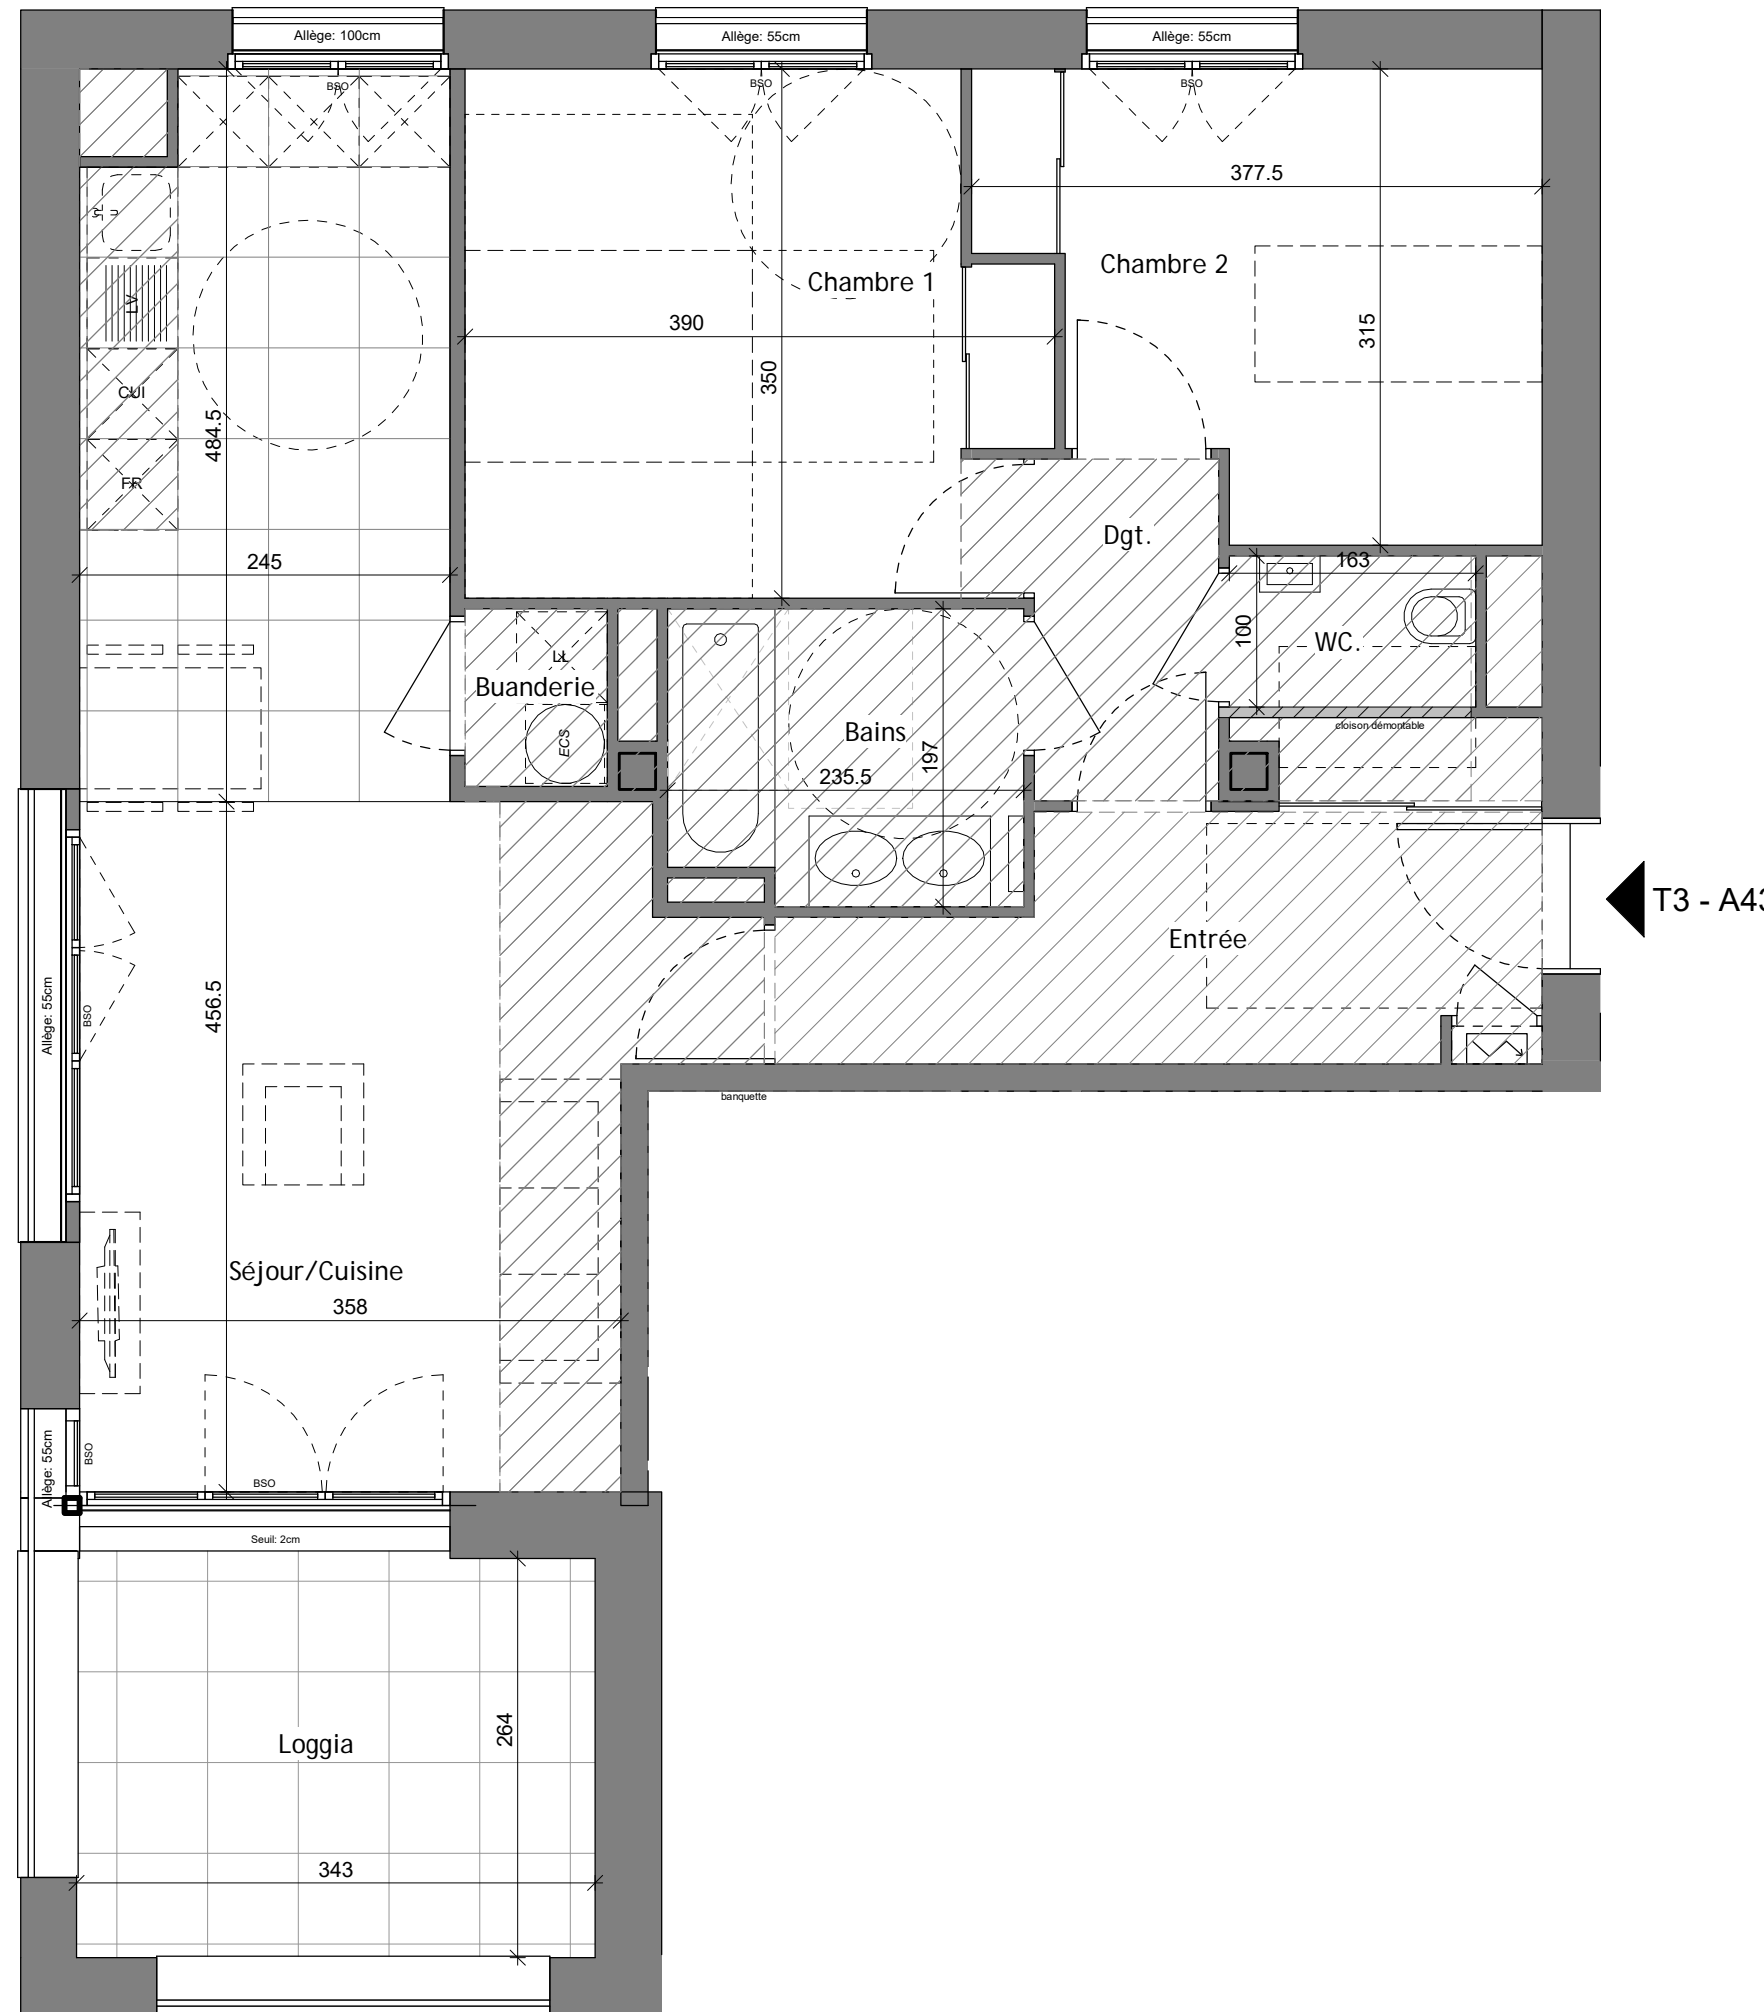 Allège: 100cm
Allège: 55cm
Allège: 55cm
BSO
BSO
BSO
377.5
Chambre 2
Chambre 1
LV
390
315
350
CUI
484.5
FR
Dgt.
245
163
100
WC.
LL
Buanderie
cloison démontable
Bains
ECS
197
235.5
T3 - A43
Entrée
456.5
Allège: 55cm
BSO
banquette
Séjour/Cuisine
358
Allège: 55cm
BSO
BSO
Seuil: 2cm
264
Loggia
343